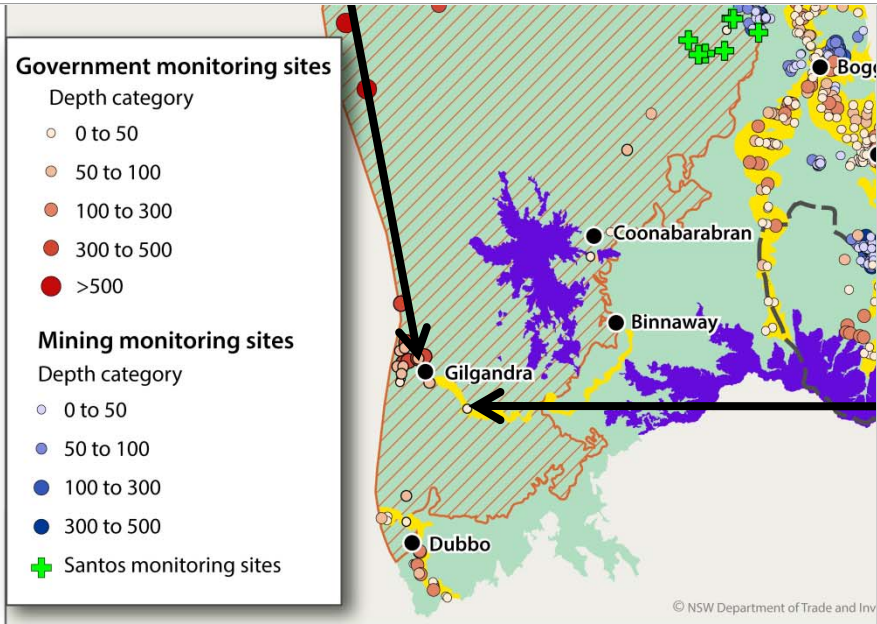 Government monitoring sites
Depth category
0 to 50
50 to 100
100 to 300
300 to 500
>500
Mining monitoring sites
Depth category
0 to 50
50 to 100
100 to 300
300 to 500
Santos monitoring sites
Bogg
Coonabarabran
Binnaway
Gilgandra
Dubbo
© NSW Department of Trade and Inv